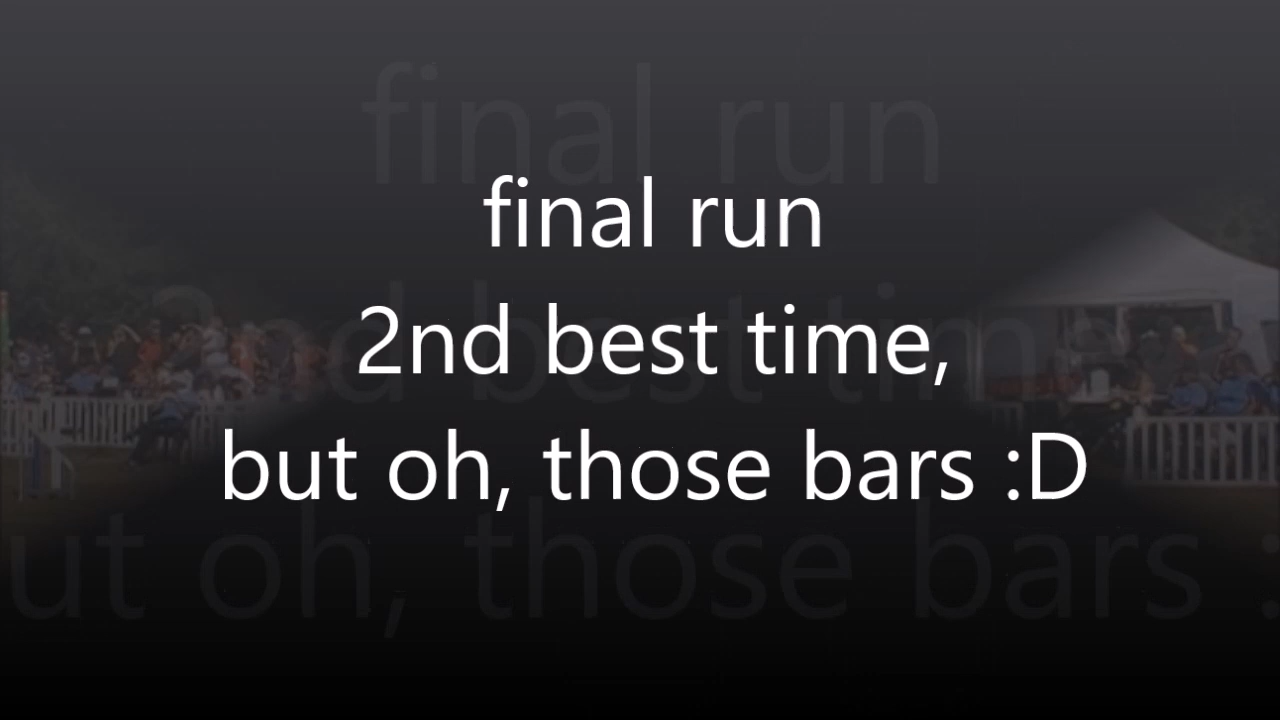 final run
2nd best time,
but oh, those bars :D